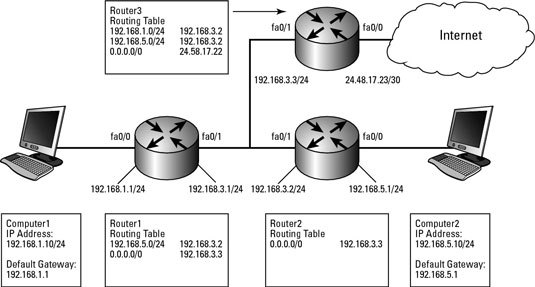 Router3
Routing Table
192.168.1.0/24 192.168.3.2
192.168.5.0/24 192.168.3.2
0.0.0.0/0 24.58.17.22
fa0/1
fa0/0
Internet
192.168.3.3/24
24.48.17.23/30
fa0/0
fa0/1
fa0/1
fa0/0
192.168.1.1/24
192.168.3.1/24
192.168.3.2/24
192.168.5.1/24
Computer1
IP Address:
192.168.1.10/24
Default Gateway:
192.168.1.1
Router1
Routing Table
192.168.5.0/24 192.168.3.2
0.0.0.0/0 192.168.3.3
Router2
Routing Table
0.0.0.0/0 192.168.3.3
Computer2
IP Address:
192.168.5.10/24
Default Gateway:
192.168.5.1